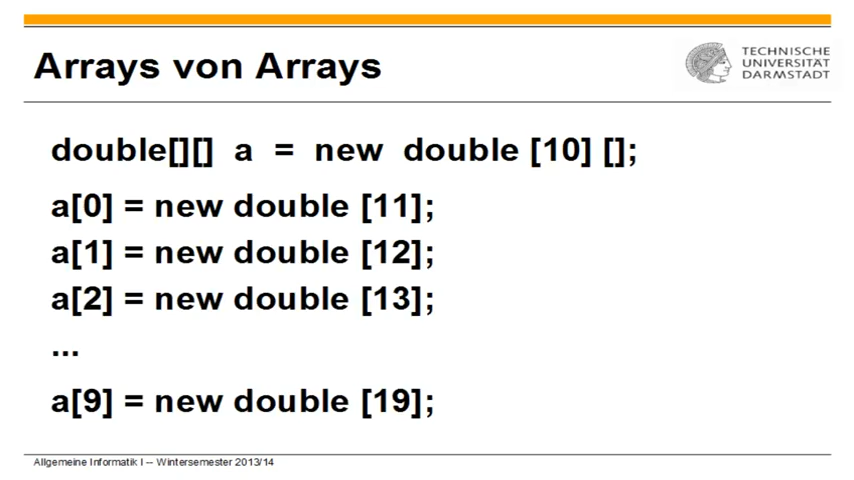 Arrays von Arrays
TECHNISCHE
UNIVERSITÄT
DARMSTADT
double[][] a = new double [10] [];
a[0] = new double [11];
a[1] = new double [12];
a[2] = new double [13];
...
a[9] = new double [19];
Allgemeine Informatik I -- Wintersemester 2013/14